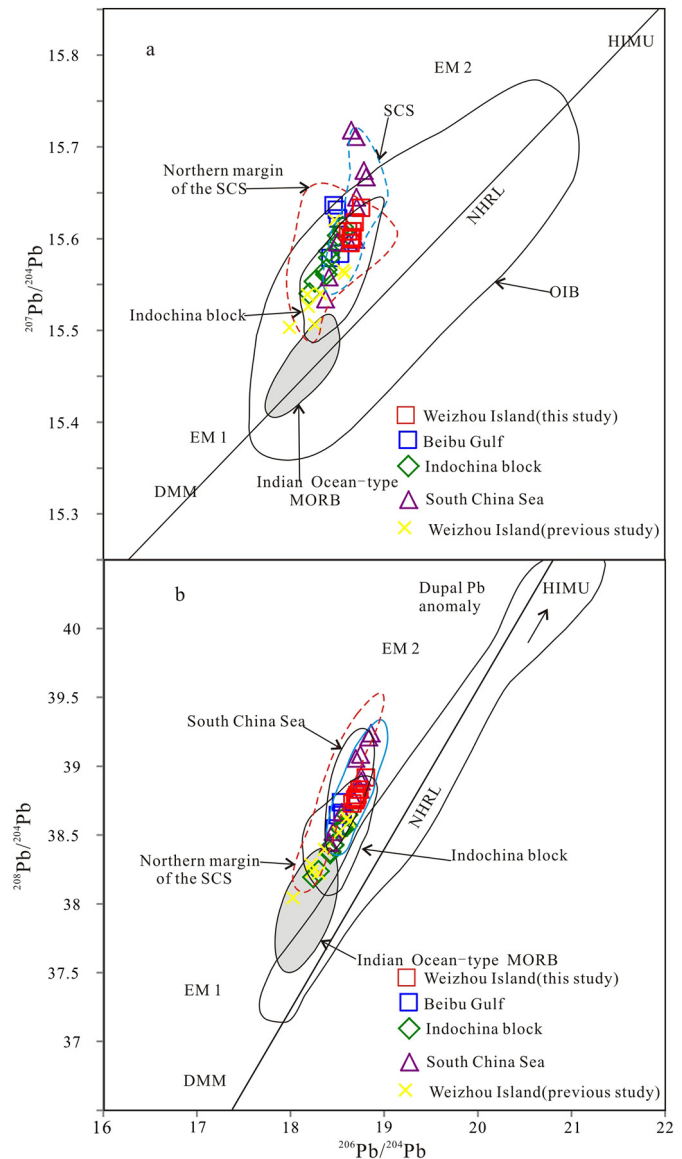 a
HIMU
EM 2
SCS
Northern margin
of the SCS
NHRL
OIB
Indochina block
EM 1
DMM
Indian Ocean-type
MORB
Weizhou Island(this study)
Beibu Gulf
Indochina block
South China Sea
Weizhou Island(previous study)
15.8
15.7
15.6
15.5
15.4
15.3
²⁰⁷Pb/²⁰⁴Pb
b
Dupal Pb
anomaly
HIMU
EM 2
South China Sea
NHRL
Northern margin
of the SCS
Indochina block
Indian Ocean-type MORB
EM 1
DMM
Weizhou Island(this study)
Beibu Gulf
Indochina block
South China Sea
Weizhou Island(previous study)
40
39.5
39
38.5
38
37.5
37
²⁰⁸Pb/²⁰⁴Pb
16 17 18 19 20 21 22
²⁰⁶Pb/²⁰⁴Pb